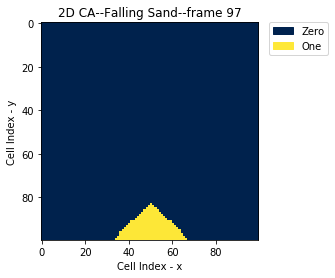 2D CA--Falling Sand--frame 97
Zero
One
0
20
40
60
80
Cell Index - y
0
20
40
60
80
Cell Index - x